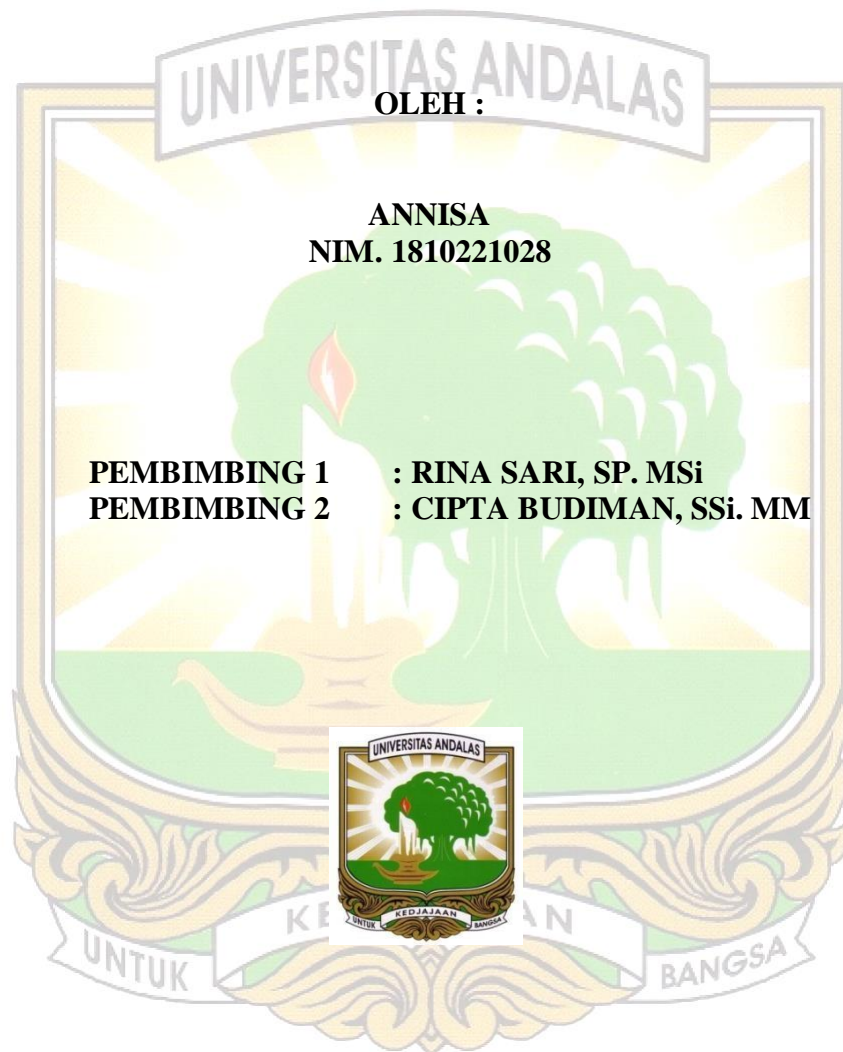 UNIVERSITAS ANDALAS
OLEH :
ANNISA
NIM. 1810221028
PEMBIMBING 1 : RINA SARI, SP. MSi
PEMBIMBING 2 : CIPTA BUDIMAN, SSi. MM
UNIVERSITAS ANDALAS
UNTUK KEDJAJAAN BANGSA
UNTUK BANGSA